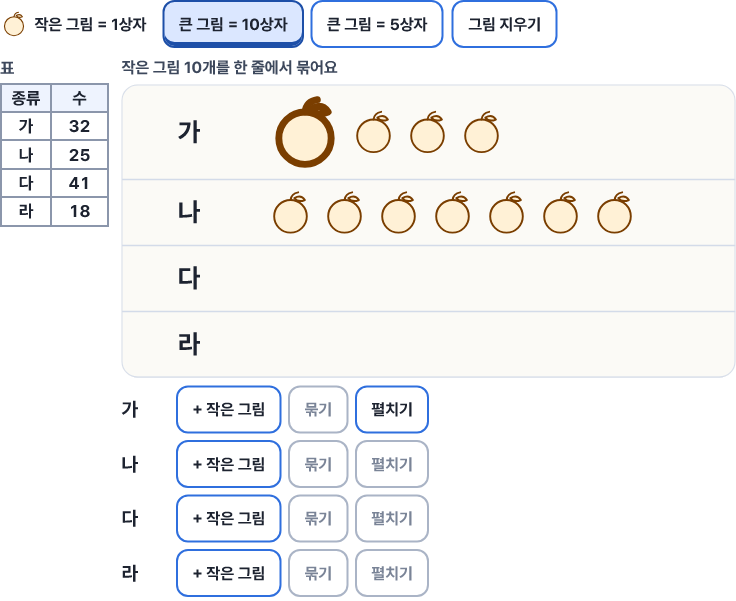 작은 그림 = 1상자 큰 그림 = 10상자 큰 그림 = 5상자 그림 지우기
표
종류 수
가 32
나 25
다 41
라 18
작은 그림 10개를 한 줄에서 묶어요
가
나
다
라
가 + 작은 그림 묶기 펼치기
나 + 작은 그림 묶기 펼치기
다 + 작은 그림 묶기 펼치기
라 + 작은 그림 묶기 펼치기